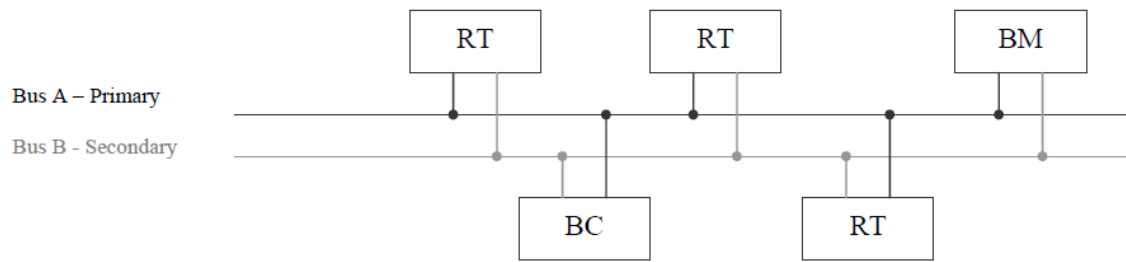 RT
RT
BM
Bus A – Primary
Bus B - Secondary
BC
RT